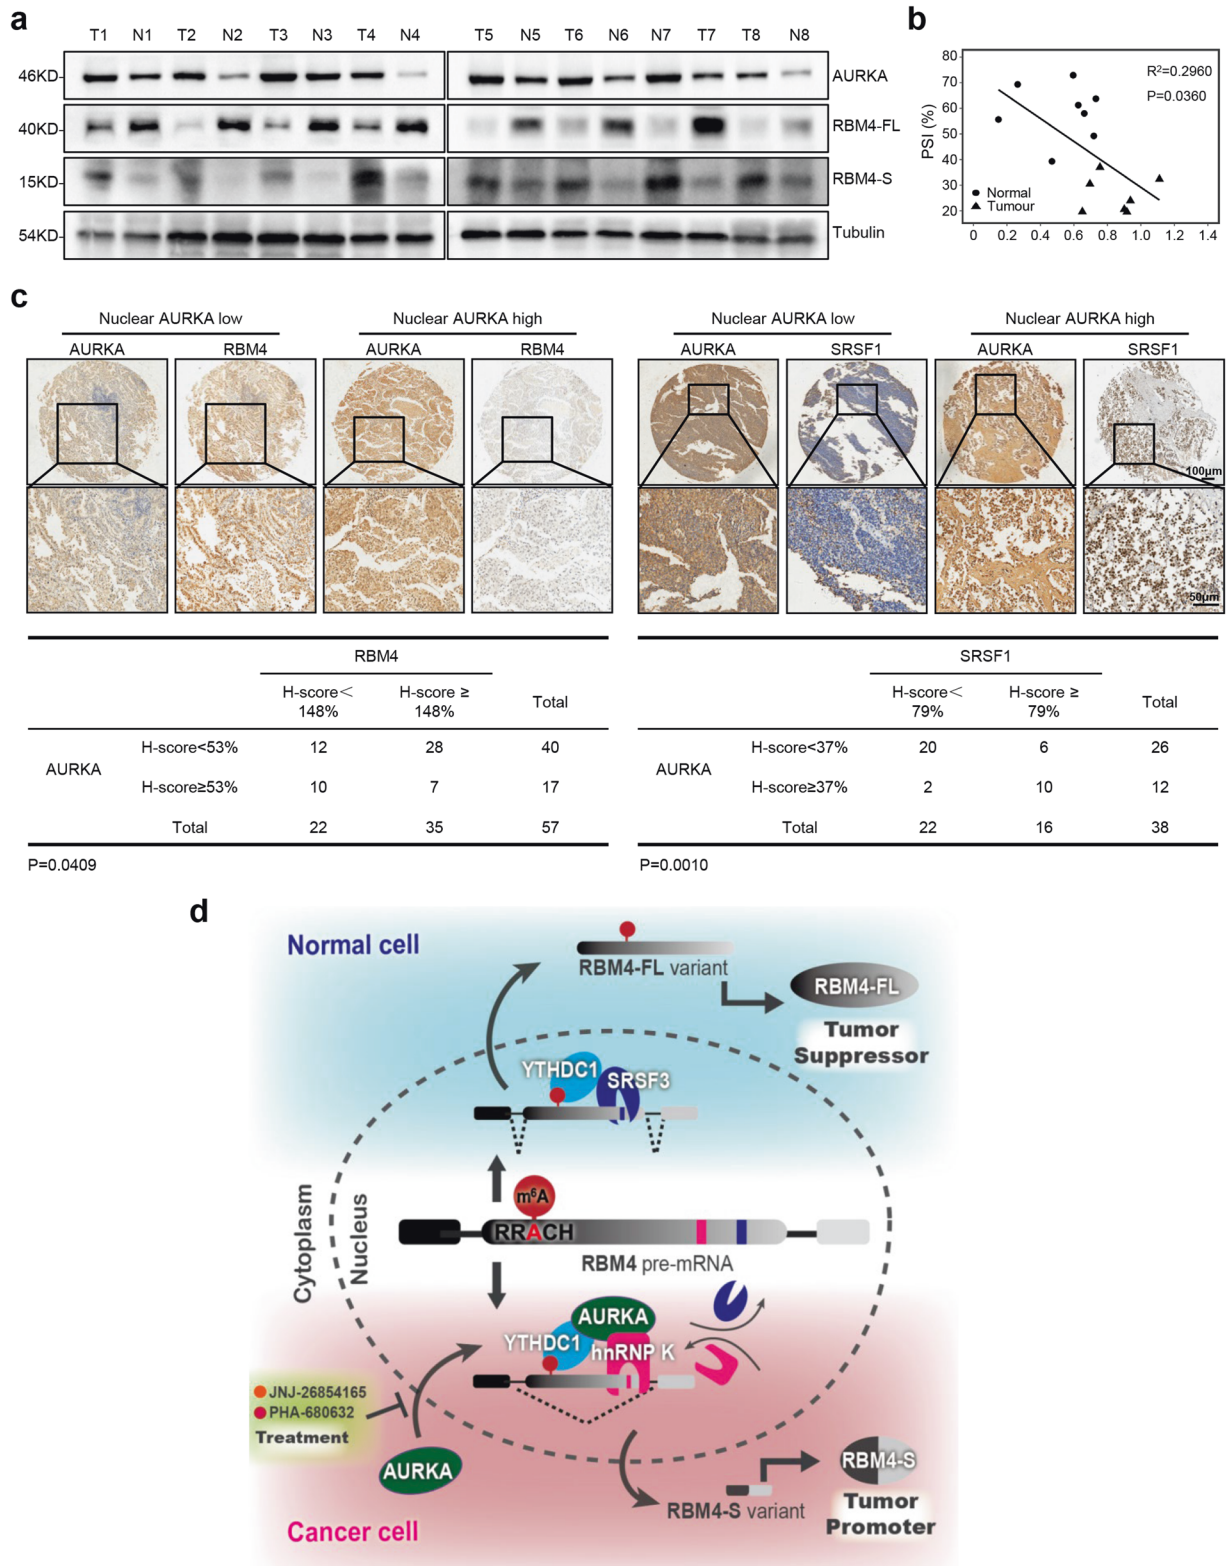 a
T1 N1 T2 N2 T3 N3 T4 N4 T5 N5 T6 N6 N7 T7 T8 N8
46KD AURKA
40KD RBM4-FL
15KD RBM4-S
54KD Tubulin
b
PSI (%)
80
70
60
50
40
30
20
R²=0.2960
P=0.0360
Normal
Tumour
0 0.2 0.4 0.6 0.8 1.0 1.2 1.4
c
Nuclear AURKA low Nuclear AURKA high
AURKA RBM4 AURKA RBM4
Nuclear AURKA low Nuclear AURKA high
AURKA SRSF1 AURKA SRSF1
100μm
50μm
RBM4
H-score< 148% H-score ≥ 148% Total
AURKA
H-score<53% 12 28 40
H-score≥53% 10 7 17
Total 22 35 57
P=0.0409
SRSF1
H-score< 79% H-score ≥ 79% Total
AURKA
H-score<37% 20 6 26
H-score≥37% 2 10 12
Total 22 16 38
P=0.0010
d
Normal cell
RBM4-FL variant
RBM4-FL
Tumor
Suppressor
YTHDC1
SRSF3
Cytoplasm
Nucleus
m⁶A
RRACH
RBM4 pre-mRNA
AURKA
YTHDC1
hnRNP K
JNJ-26854165
PHA-680632
Treatment
AURKA
RBM4-S variant
RBM4-S
Tumor
Promoter
Cancer cell